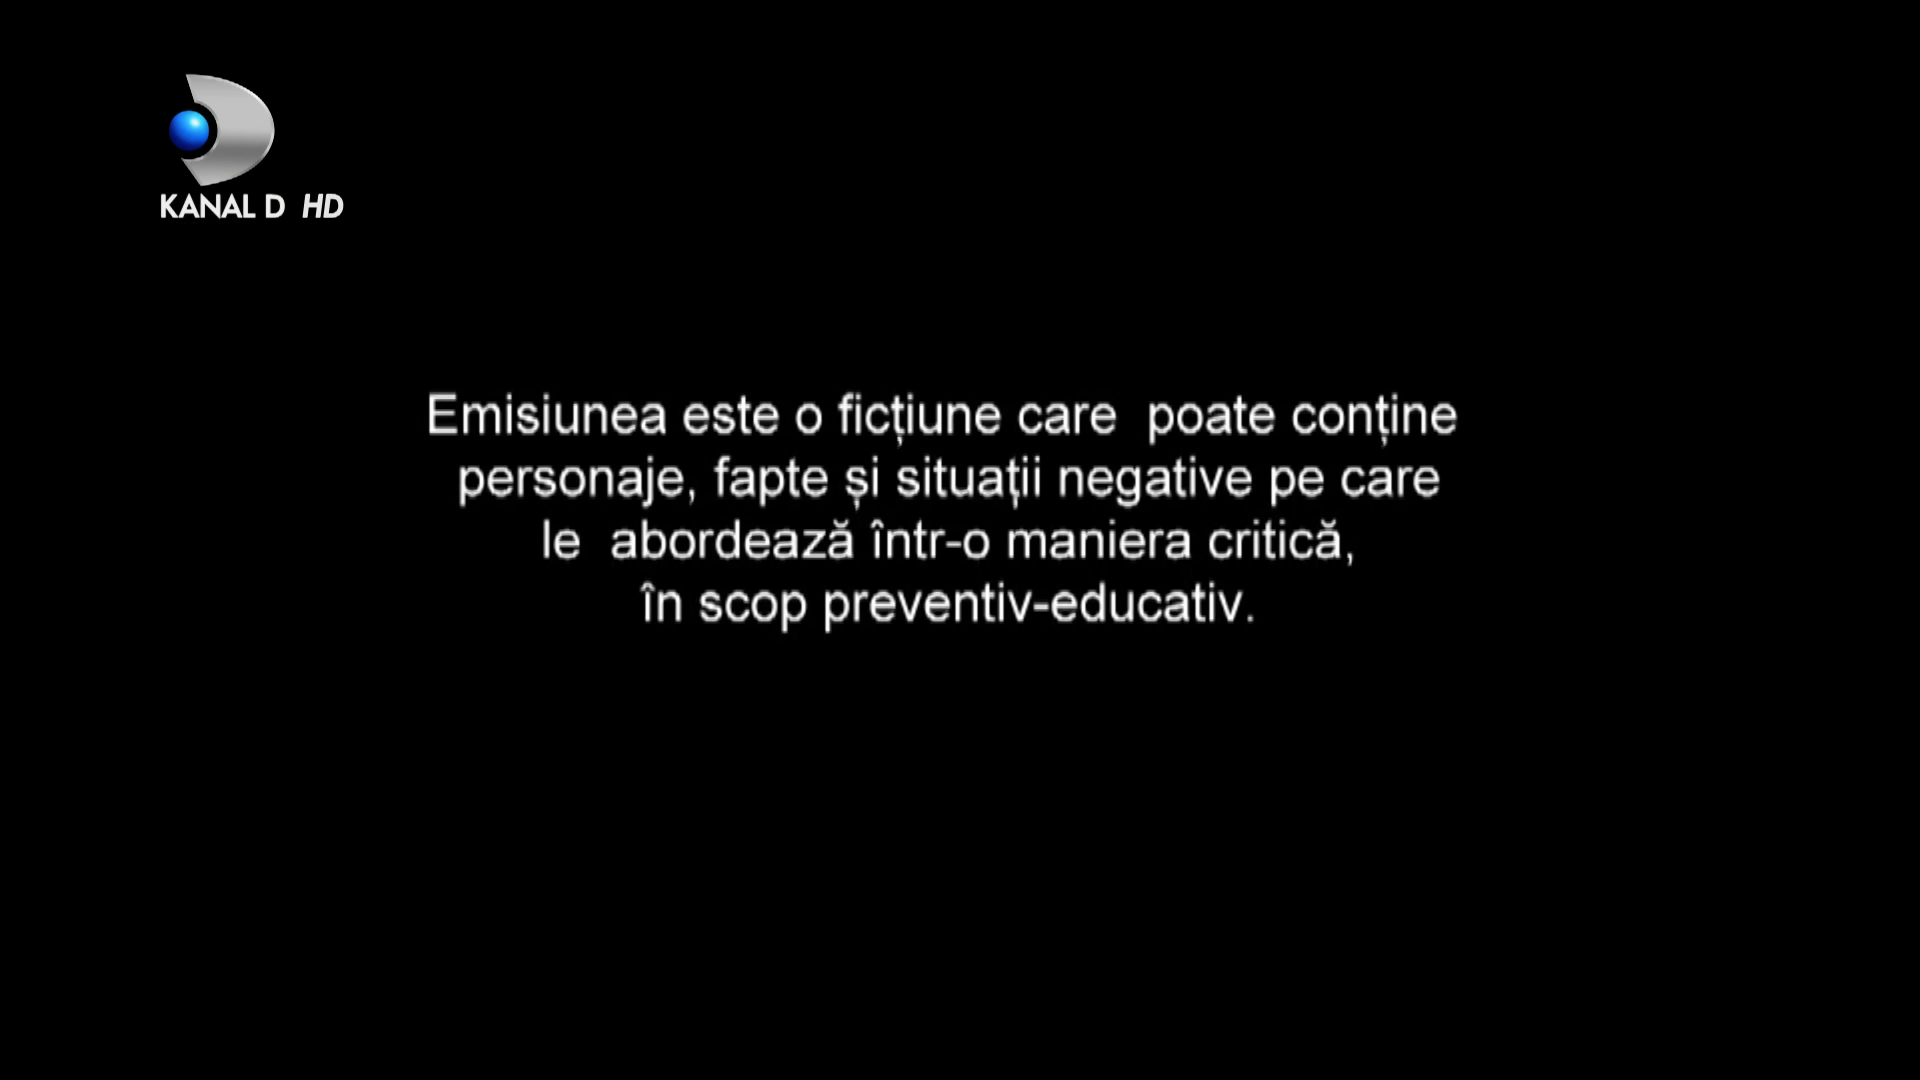 KANAL D HD
Emisiunea este o ficțiune care  poate conține
personaje, fapte și situații negative pe care
le  abordează într-o maniera critică,
în scop preventiv-educativ.